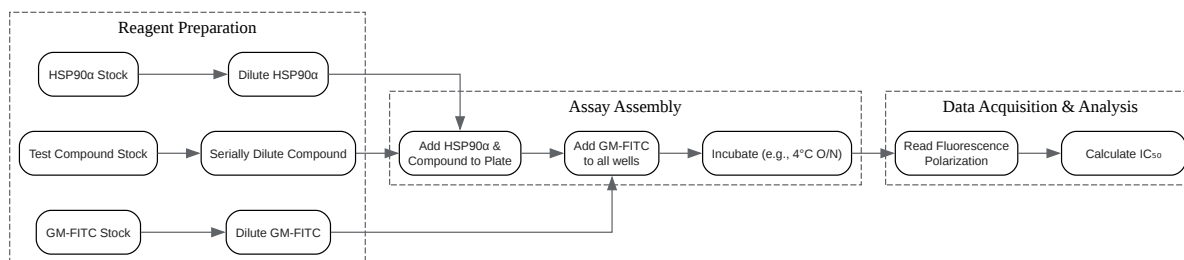 Reagent Preparation
HSP90α Stock
Dilute HSP90α
Test Compound Stock
Serially Dilute Compound
GM-FITC Stock
Dilute GM-FITC
Assay Assembly
Add HSP90α &
Compound to Plate
Add GM-FITC
to all wells
Incubate (e.g., 4°C O/N)
Data Acquisition & Analysis
Read Fluorescence
Polarization
Calculate IC₅₀